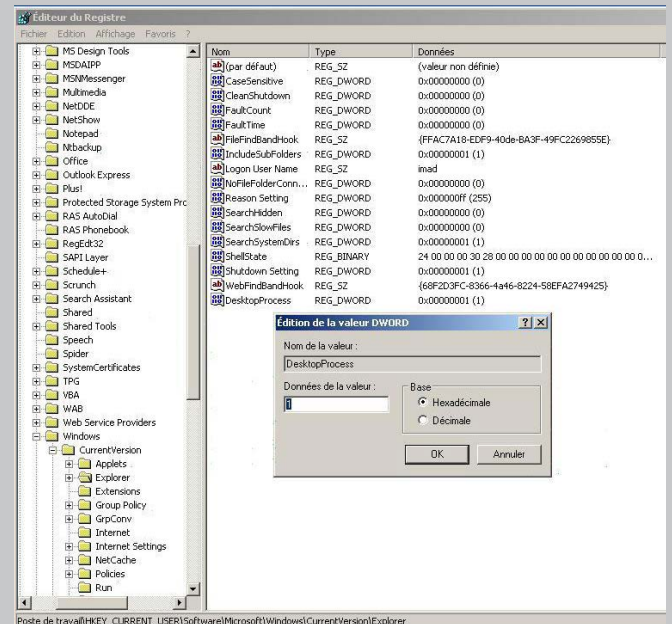 Éditeur du Registre
Fichier Edition Affichage Favoris ?
MS Design Tools
MSDAIPP
MSNMessenger
Multimedia
NetDDE
NetShow
Notepad
Ntbackup
Office
Outlook Express
Plus!
Protected Storage System Prc
RAS AutoDial
RAS Phonebook
RegEdt32
SAPI Layer
Schedule+
Scrunch
Search Assistant
Shared
Shared Tools
Speech
Spider
SystemCertificates
TPG
VBA
WAB
Web Service Providers
Windows
CurrentVersion
Applets
Explorer
Extensions
Group Policy
GrpConv
Internet
Internet Settings
NetCache
Policies
Run
Nom Type Données
(par défaut) REG_SZ (valeur non définie)
CaseSensitive REG_DWORD 0x00000000 (0)
CleanShutdown REG_DWORD 0x00000000 (0)
FaultCount REG_DWORD 0x00000000 (0)
FaultTime REG_DWORD 0x00000000 (0)
FileFindBandHook REG_SZ {FFAC7A18-EDF9-40de-BA3F-49FC2269855E}
IncludeSubFolders REG_DWORD 0x00000001 (1)
Logon User Name REG_SZ imad
NoFileFolderConn... REG_DWORD 0x00000000 (0)
Reason Setting REG_DWORD 0x000000ff (255)
SearchHidden REG_DWORD 0x00000000 (0)
SearchSlowFiles REG_DWORD 0x00000000 (0)
SearchSystemDirs REG_DWORD 0x00000001 (1)
ShellState REG_BINARY 24 00 00 00 30 28 00 00 00 00 00 00 00 00 00 00 00 0...
Shutdown Setting REG_DWORD 0x00000001 (1)
WebFindBandHook REG_SZ {68F2D3FC-8366-4a46-8224-58EFA2749425}
DesktopProcess REG_DWORD 0x00000001 (1)
Édition de la valeur DWORD
Nom de la valeur :
DesktopProcess
Données de la valeur :
1
Base
Hexadécimale
Décimale
OK Annuler
Poste de travail\HKEY_CURRENT_USER\Software\Microsoft\Windows\CurrentVersion\Explorer